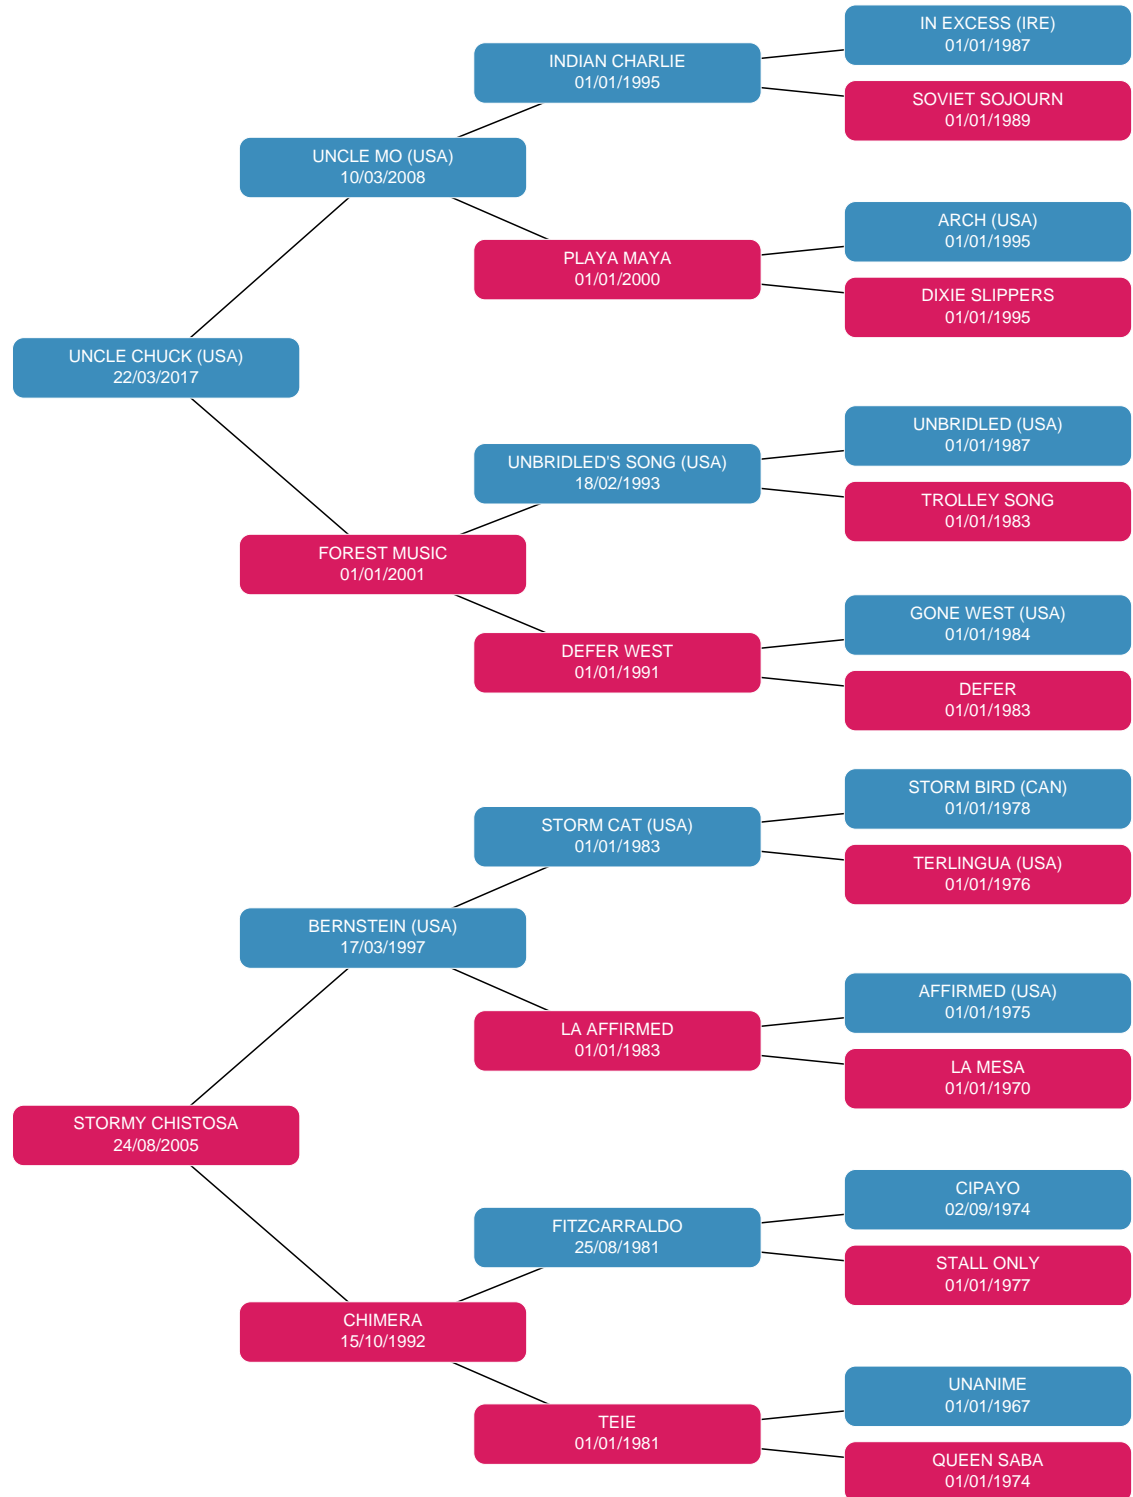 IN EXCESS (IRE)
01/01/1987
INDIAN CHARLIE
01/01/1995
SOVIET SOJOURN
01/01/1989
UNCLE MO (USA)
10/03/2008
ARCH (USA)
01/01/1995
PLAYA MAYA
01/01/2000
DIXIE SLIPPERS
01/01/1995
UNCLE CHUCK (USA)
22/03/2017
UNBRIDLED (USA)
01/01/1987
UNBRIDLED'S SONG (USA)
18/02/1993
TROLLEY SONG
01/01/1983
FOREST MUSIC
01/01/2001
GONE WEST (USA)
01/01/1984
DEFER WEST
01/01/1991
DEFER
01/01/1983
STORM BIRD (CAN)
01/01/1978
STORM CAT (USA)
01/01/1983
TERLINGUA (USA)
01/01/1976
BERNSTEIN (USA)
17/03/1997
AFFIRMED (USA)
01/01/1975
LA AFFIRMED
01/01/1983
LA MESA
01/01/1970
STORMY CHISTOSA
24/08/2005
CIPAYO
02/09/1974
FITZCARRALDO
25/08/1981
STALL ONLY
01/01/1977
CHIMERA
15/10/1992
UNANIME
01/01/1967
TEIE
01/01/1981
QUEEN SABA
01/01/1974